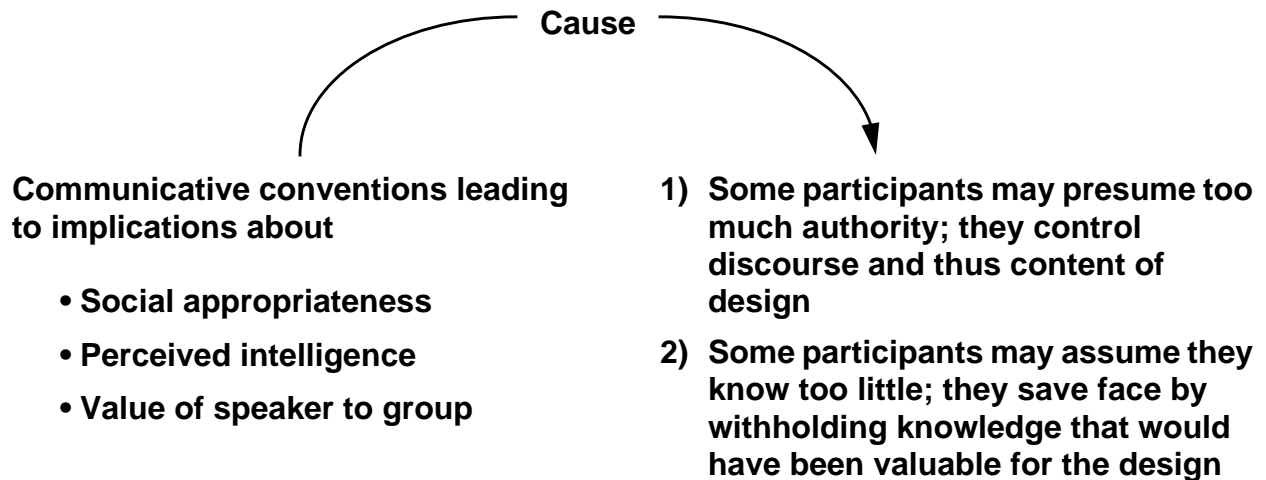 Cause
Communicative conventions leading
to implications about
• Social appropriateness
• Perceived intelligence
• Value of speaker to group
1) Some participants may presume too
much authority; they control
discourse and thus content of
design
2) Some participants may assume they
know too little; they save face by
withholding knowledge that would
have been valuable for the design